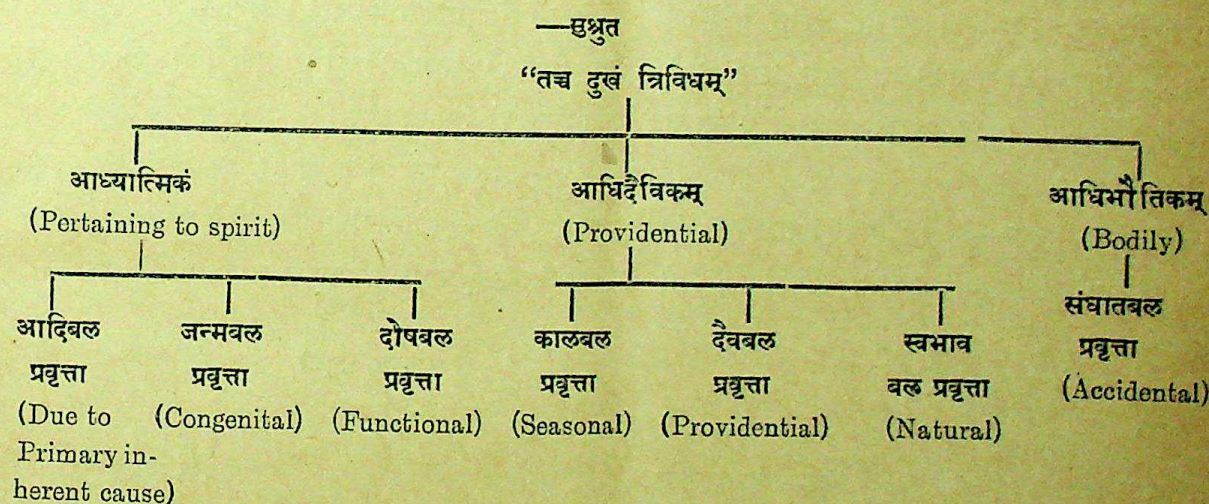 —सुश्रुत
“तच्च दुखं त्रिविधम्”
आध्यात्मिकं
(Pertaining to spirit)
आधिदैविकम्
(Providential)
आधिभौतिकम्
(Bodily)
आदिबल
प्रवृत्ता
(Due to
Primary in-
herent cause)
जन्मवल
प्रवृत्ता
(Congenital)
दोषबल
प्रवृत्ता
(Functional)
कालबल
प्रवृत्ता
(Seasonal)
दैवबल
प्रवृत्ता
(Providential)
स्वभाव
वल प्रवृत्ता
(Natural)
संघातबल
प्रवृत्ता
(Accidental)